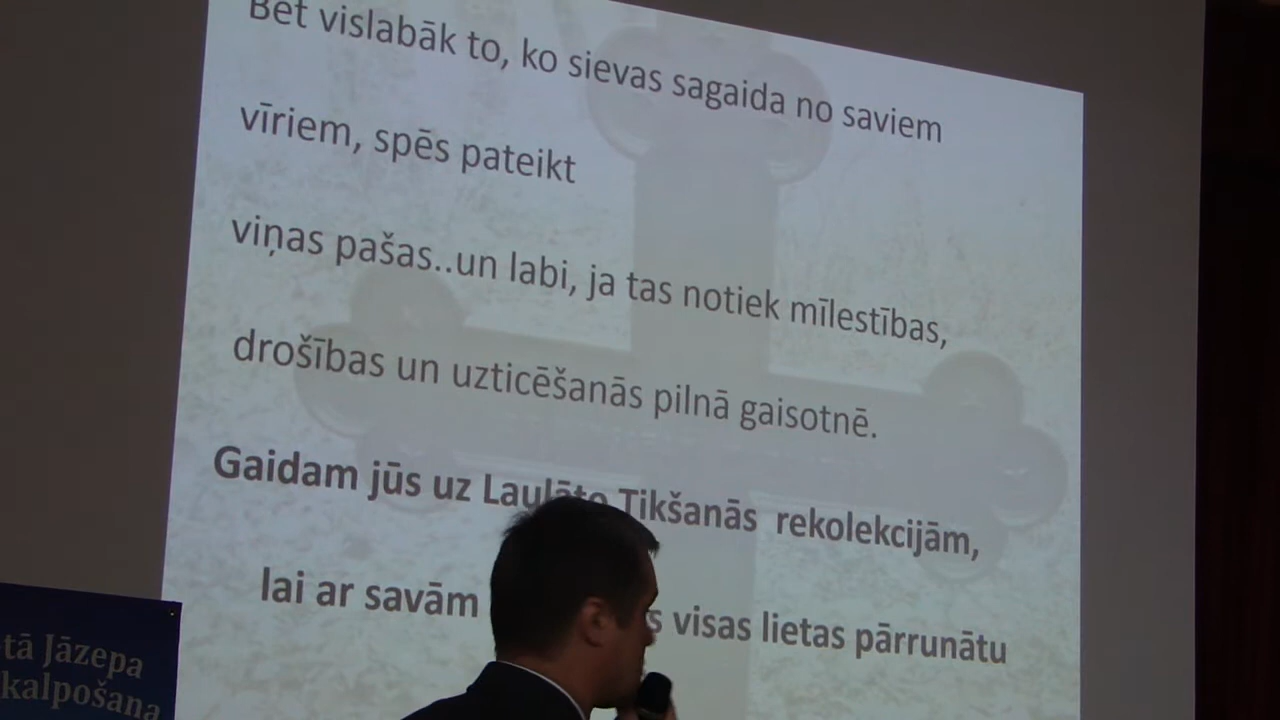 Bet vislabāk to, ko sievas sagaida no saviem
vīriem, spēs pateikt
viņas pašas..un labi, ja tas notiek mīlestības,
drošības un uzticēšanās pilnā gaisotnē.
Gaidam jūs uz Laulāto Tikšanās rekolekcijām,
lai ar savām visas lietas pārrunātu
tā Jāzepa
kalpošana